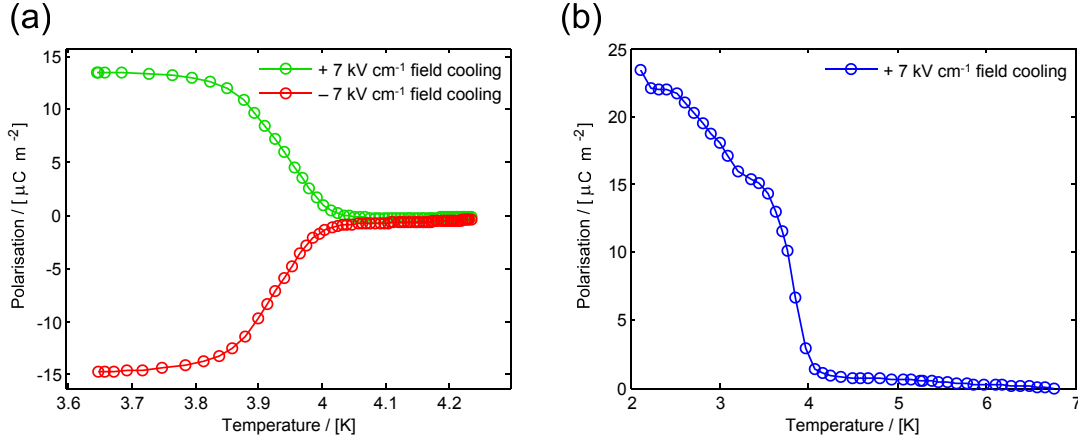 (a)
15
10
5
0
-5
-10
-15
3.6 3.7 3.8 3.9 4 4.1 4.2
Polarisation / [ μC m⁻²]
Temperature / [K]
+ 7 kV cm⁻¹ field cooling
– 7 kV cm⁻¹ field cooling
(b)
25
20
15
10
5
0
2 3 4 5 6 7
Polarisation / [ μC m⁻²]
Temperature / [K]
+ 7 kV cm⁻¹ field cooling